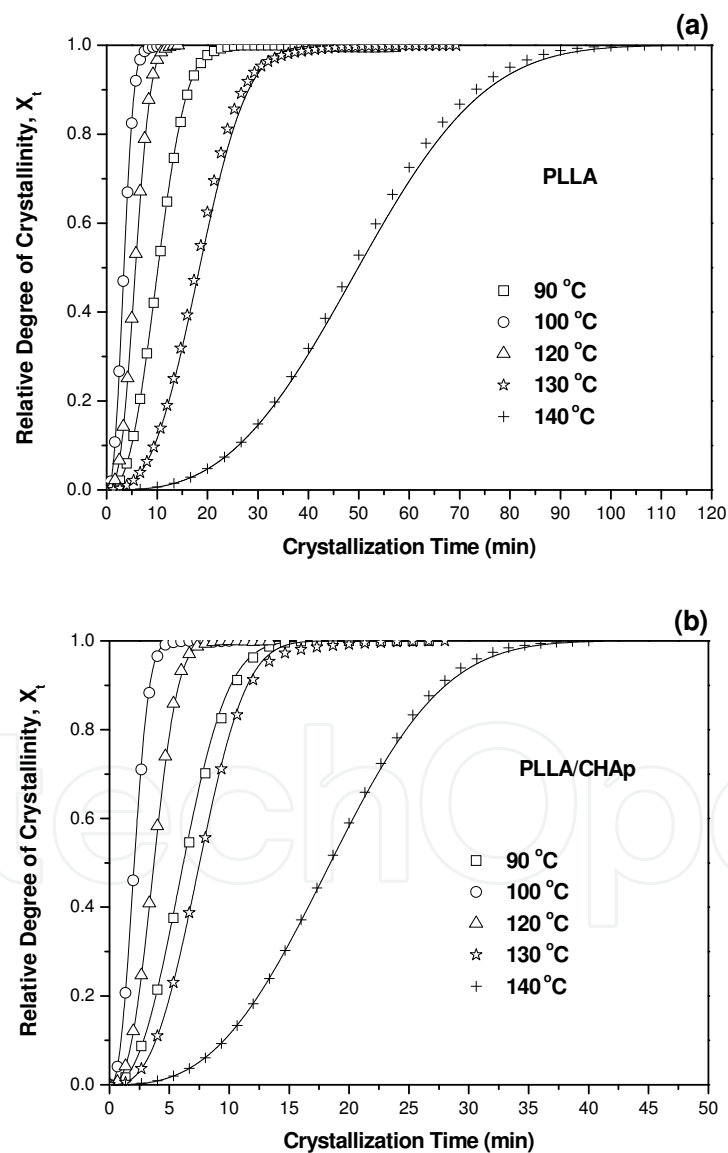 (a)
1.0
0.8
0.6
0.4
0.2
0.0
Relative Degree of Crystallinity, Xt
PLLA
90 °C
100 °C
120 °C
130 °C
140 °C
0 10 20 30 40 50 60 70 80 90 100 110 120
Crystallization Time (min)
(b)
1.0
0.8
0.6
0.4
0.2
0.0
Relative Degree of Crystallinity, Xt
PLLA/CHAp
90 °C
100 °C
120 °C
130 °C
140 °C
0 5 10 15 20 25 30 35 40 45 50
Crystallization Time (min)
techOpe